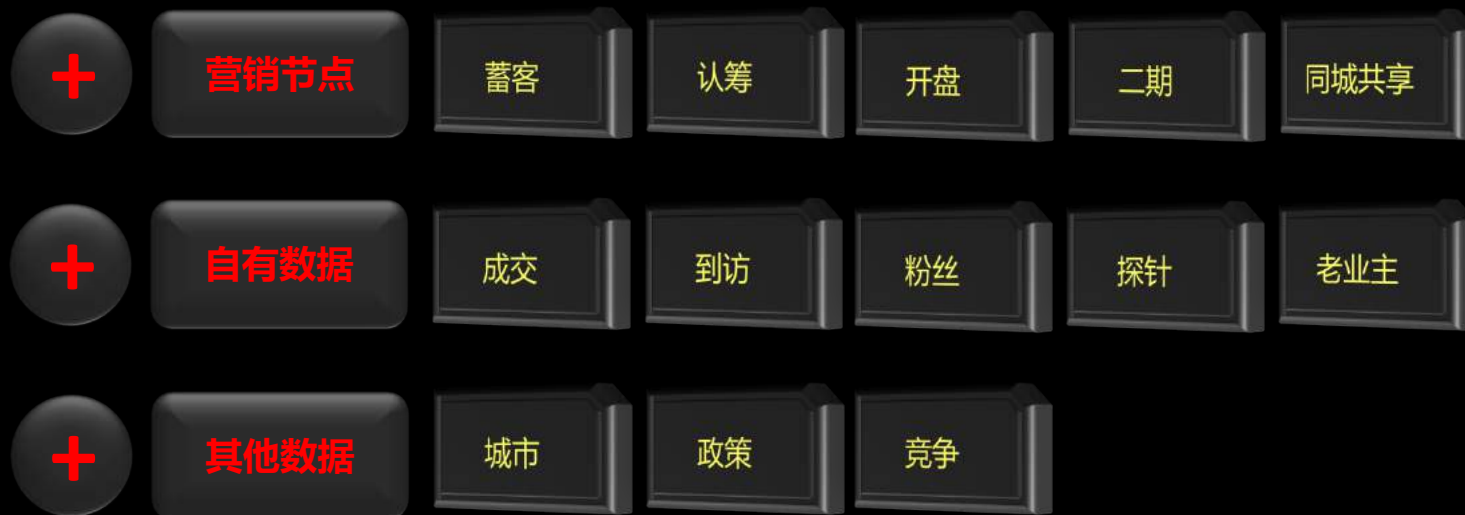 + 营销节点 蓄客 认筹 开盘 二期 同城共享
+ 自有数据 成交 到访 粉丝 探针 老业主
+ 其他数据 城市 政策 竞争